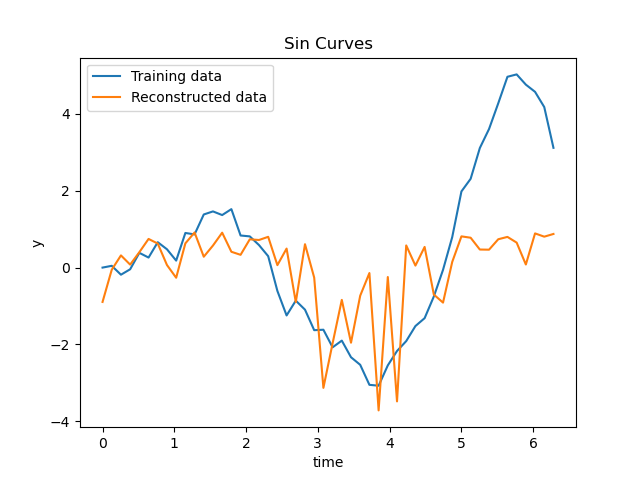 Sin Curves
Training data
Reconstructed data
y
4
2
0
−2
−4
0 1 2 3 4 5 6
time